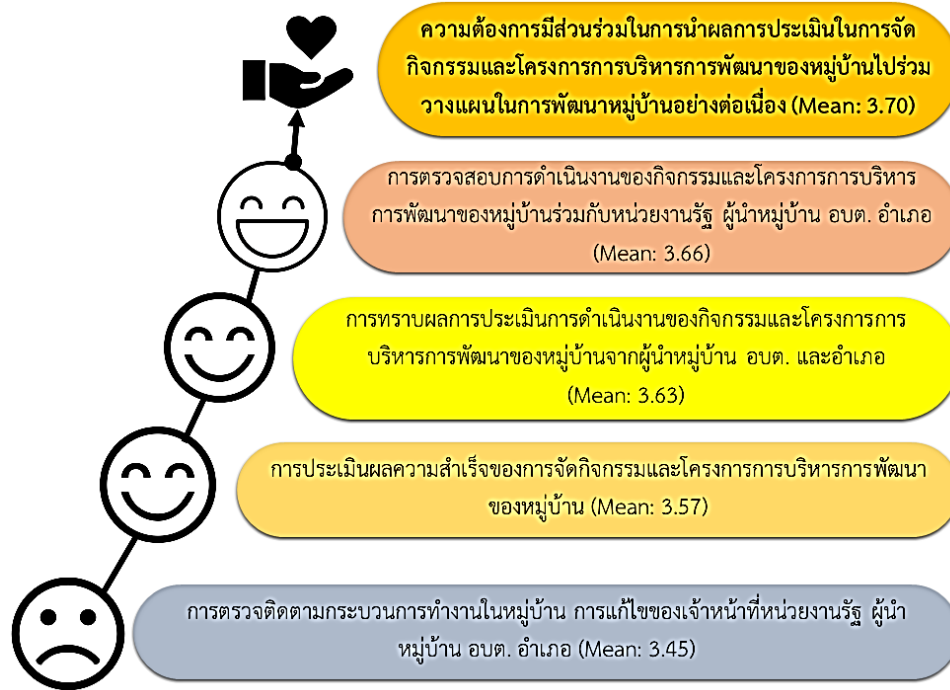 ความต้องการมีส่วนร่วมในการนำผลการประเมินในการจัด
กิจกรรมและโครงการการบริหารการพัฒนาของหมู่บ้านไปร่วม
วางแผนในการพัฒนาหมู่บ้านอย่างต่อเนื่อง (Mean: 3.70)
การตรวจสอบการดำเนินงานของกิจกรรมและโครงการการบริหาร
การพัฒนาของหมู่บ้านร่วมกับหน่วยงานรัฐ ผู้นำหมู่บ้าน อบต. อำเภอ
(Mean: 3.66)
การทราบผลการประเมินการดำเนินงานของกิจกรรมและโครงการการ
บริหารการพัฒนาของหมู่บ้านจากผู้นำหมู่บ้าน อบต. และอำเภอ
(Mean: 3.63)
การประเมินผลความสำเร็จของการจัดกิจกรรมและโครงการการบริหารการพัฒนา
ของหมู่บ้าน (Mean: 3.57)
การตรวจติดตามกระบวนการทำงานในหมู่บ้าน การแก้ไขของเจ้าหน้าที่หน่วยงานรัฐ ผู้นำ
หมู่บ้าน อบต. อำเภอ (Mean: 3.45)